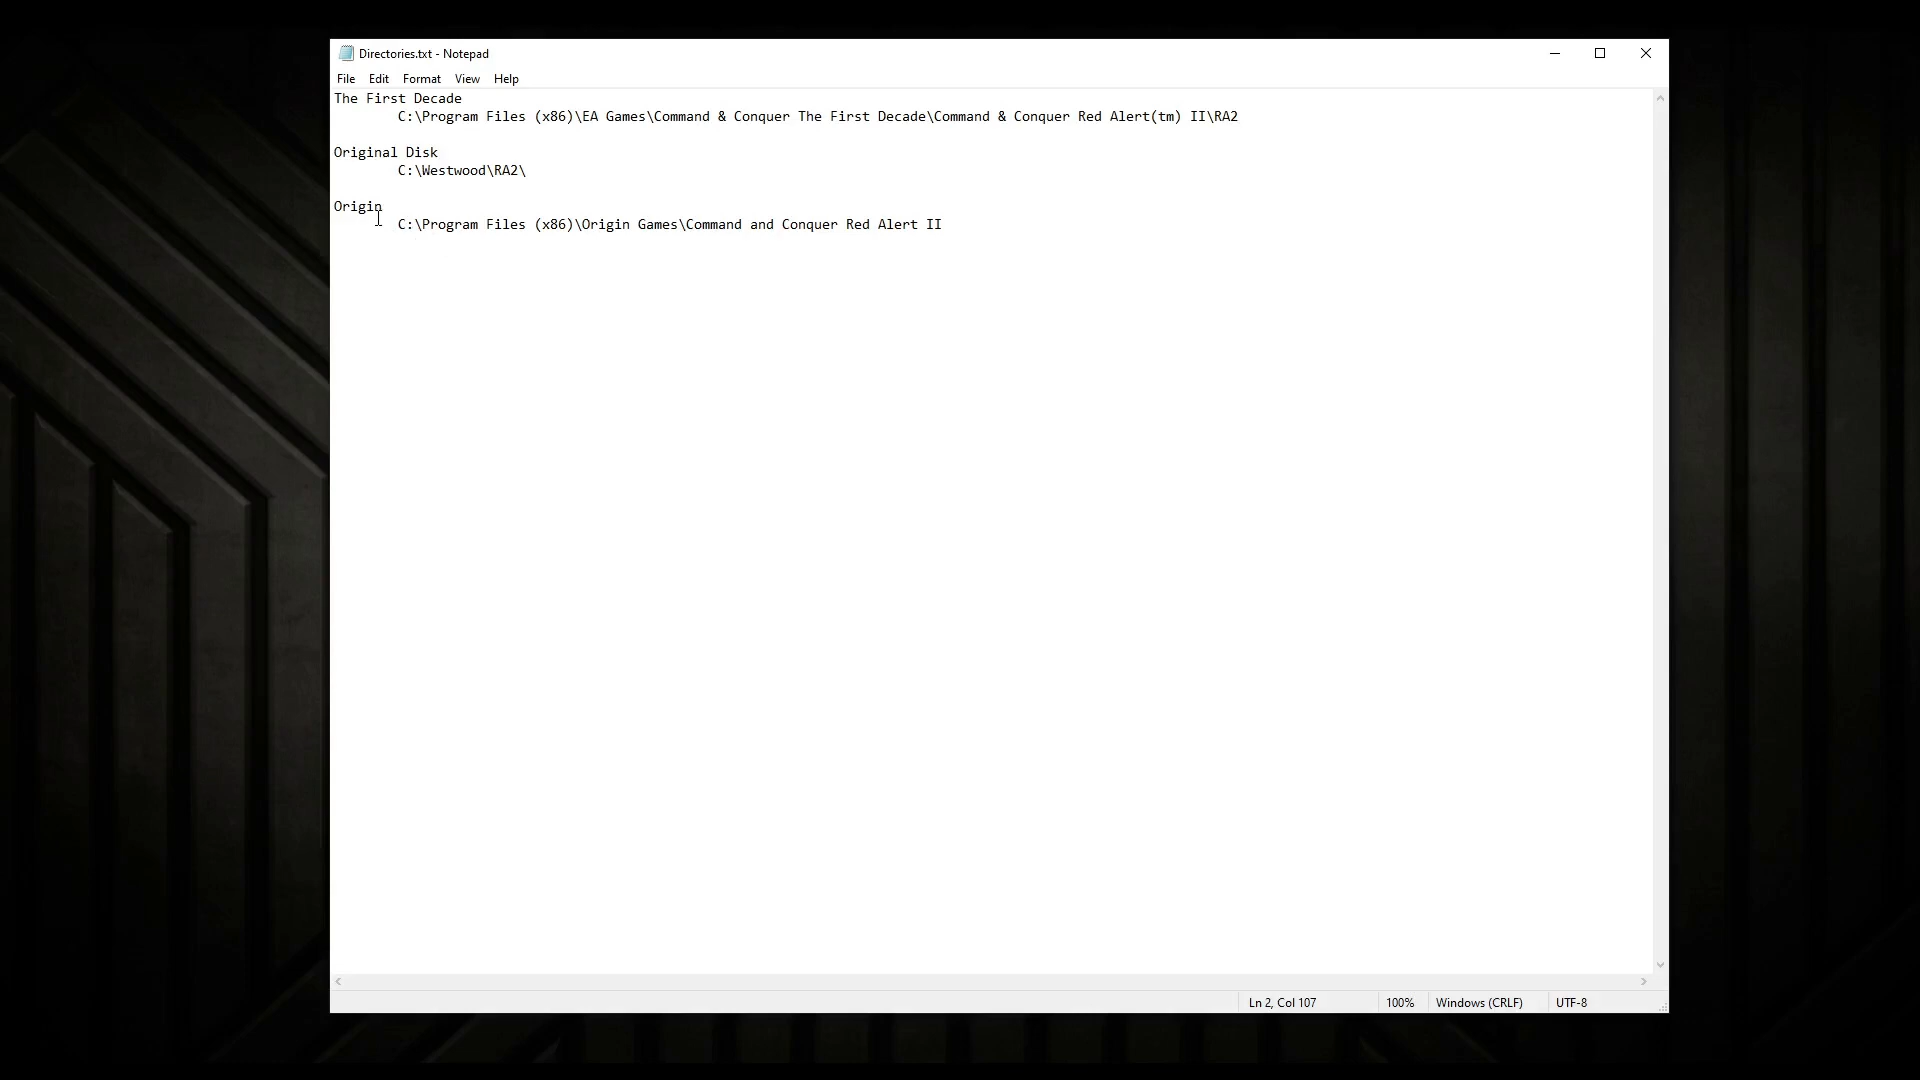 Directories.txt - Notepad
File Edit Format View Help
The First Decade
C:\Program Files (x86)\EA Games\Command & Conquer The First Decade\Command & Conquer Red Alert(tm) II\RA2
Original Disk
C:\Westwood\RA2\
Origin
C:\Program Files (x86)\Origin Games\Command and Conquer Red Alert II
Ln 2, Col 107 100% Windows (CRLF) UTF-8